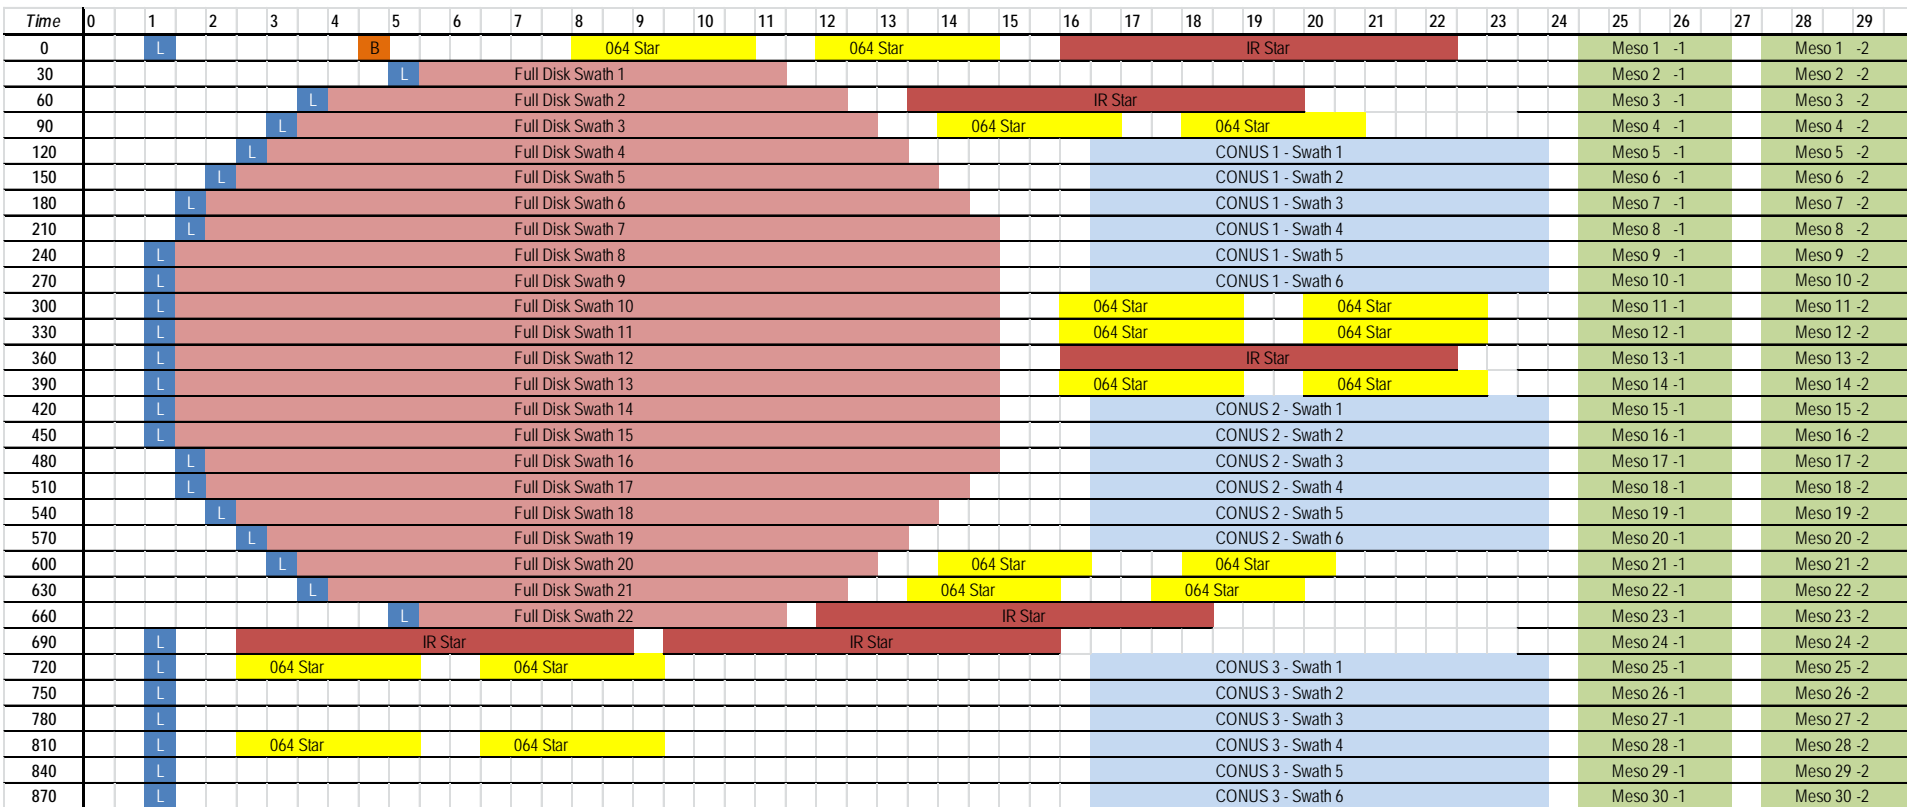 Time 0 1 2 3 4 5 6 7 8 9 10 11 12 13 14 15 16 17 18 19 20 21 22 23 24 25 26 27 28 29
0 L B 064 Star 064 Star IR Star Meso 1 -1 Meso 1 -2
30 L Full Disk Swath 1 Meso 2 -1 Meso 2 -2
60 L Full Disk Swath 2 IR Star Meso 3 -1 Meso 3 -2
90 L Full Disk Swath 3 064 Star 064 Star Meso 4 -1 Meso 4 -2
120 L Full Disk Swath 4 CONUS 1 - Swath 1 Meso 5 -1 Meso 5 -2
150 L Full Disk Swath 5 CONUS 1 - Swath 2 Meso 6 -1 Meso 6 -2
180 L Full Disk Swath 6 CONUS 1 - Swath 3 Meso 7 -1 Meso 7 -2
210 L Full Disk Swath 7 CONUS 1 - Swath 4 Meso 8 -1 Meso 8 -2
240 L Full Disk Swath 8 CONUS 1 - Swath 5 Meso 9 -1 Meso 9 -2
270 L Full Disk Swath 9 CONUS 1 - Swath 6 Meso 10 -1 Meso 10 -2
300 L Full Disk Swath 10 064 Star 064 Star Meso 11 -1 Meso 11 -2
330 L Full Disk Swath 11 064 Star 064 Star Meso 12 -1 Meso 12 -2
360 L Full Disk Swath 12 IR Star Meso 13 -1 Meso 13 -2
390 L Full Disk Swath 13 064 Star 064 Star Meso 14 -1 Meso 14 -2
420 L Full Disk Swath 14 CONUS 2 - Swath 1 Meso 15 -1 Meso 15 -2
450 L Full Disk Swath 15 CONUS 2 - Swath 2 Meso 16 -1 Meso 16 -2
480 L Full Disk Swath 16 CONUS 2 - Swath 3 Meso 17 -1 Meso 17 -2
510 L Full Disk Swath 17 CONUS 2 - Swath 4 Meso 18 -1 Meso 18 -2
540 L Full Disk Swath 18 CONUS 2 - Swath 5 Meso 19 -1 Meso 19 -2
570 L Full Disk Swath 19 CONUS 2 - Swath 6 Meso 20 -1 Meso 20 -2
600 L Full Disk Swath 20 064 Star 064 Star Meso 21 -1 Meso 21 -2
630 L Full Disk Swath 21 064 Star 064 Star Meso 22 -1 Meso 22 -2
660 L Full Disk Swath 22 IR Star Meso 23 -1 Meso 23 -2
690 L IR Star IR Star Meso 24 -1 Meso 24 -2
720 L 064 Star 064 Star CONUS 3 - Swath 1 Meso 25 -1 Meso 25 -2
750 L CONUS 3 - Swath 2 Meso 26 -1 Meso 26 -2
780 L CONUS 3 - Swath 3 Meso 27 -1 Meso 27 -2
810 L 064 Star 064 Star CONUS 3 - Swath 4 Meso 28 -1 Meso 28 -2
840 L CONUS 3 - Swath 5 Meso 29 -1 Meso 29 -2
870 L CONUS 3 - Swath 6 Meso 30 -1 Meso 30 -2